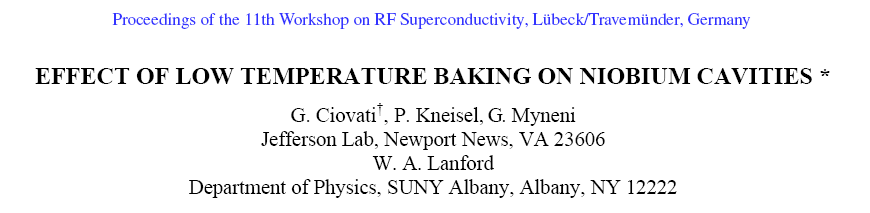 Proceedings of the 11th Workshop on RF Superconductivity, Lübeck/Travemünder, Germany
EFFECT OF LOW TEMPERATURE BAKING ON NIOBIUM CAVITIES *
G. Ciovati†, P. Kneisel, G. Myneni
Jefferson Lab, Newport News, VA 23606
W. A. Lanford
Department of Physics, SUNY Albany, Albany, NY 12222